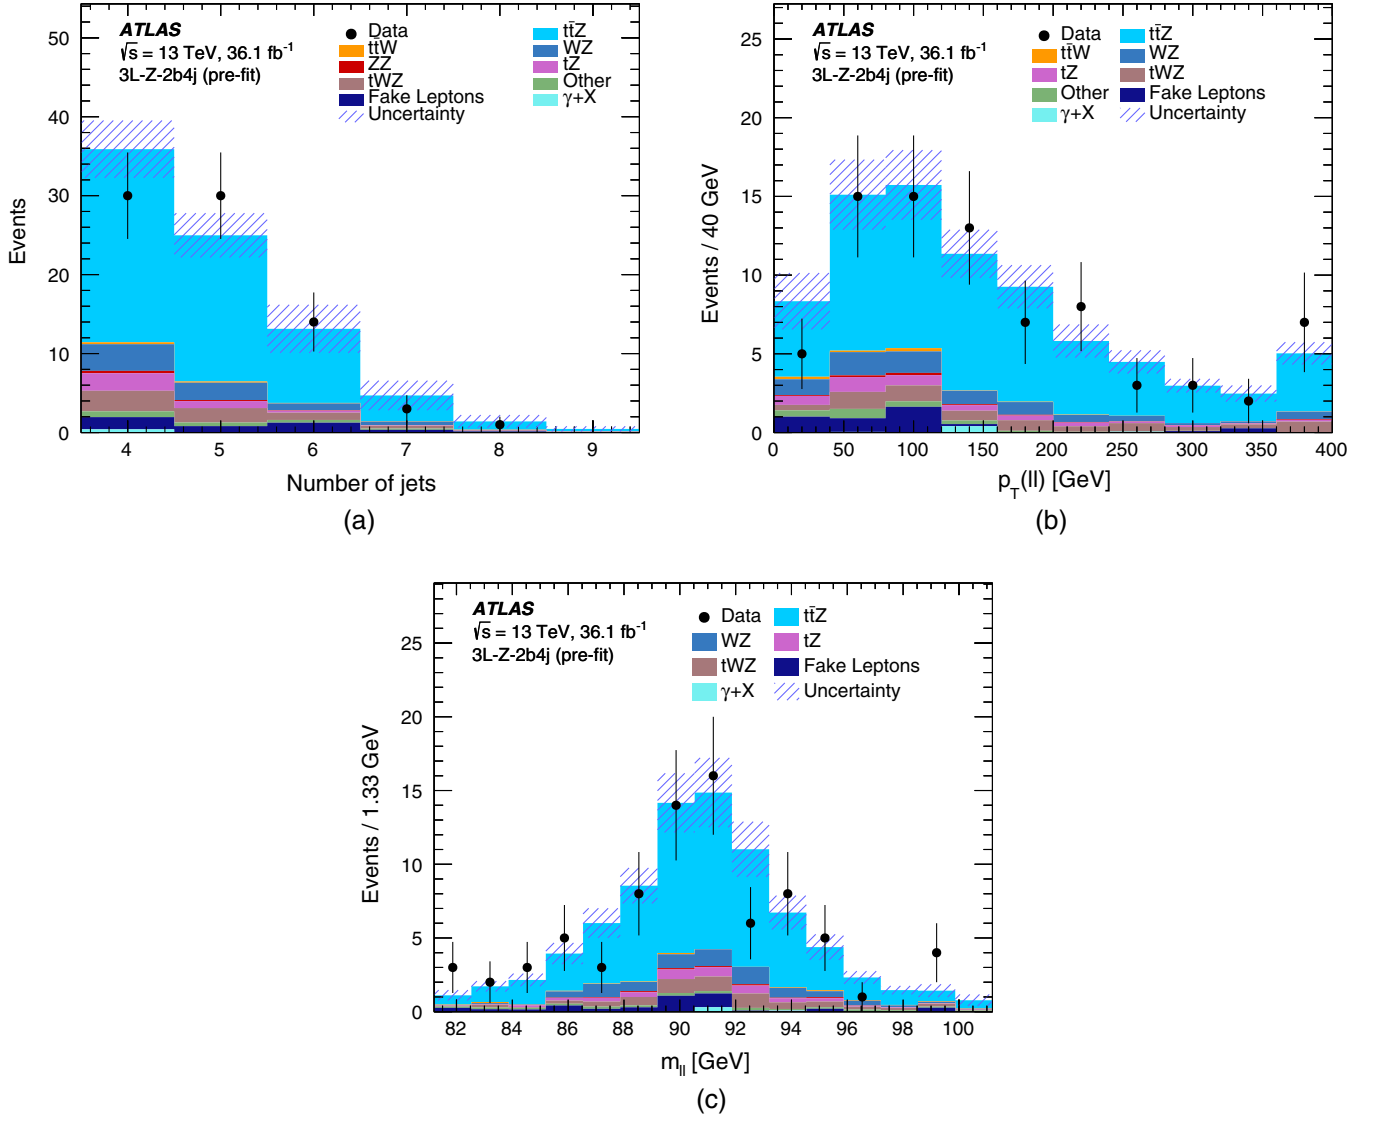 ATLAS
√s = 13 TeV, 36.1 fb⁻¹
3L-Z-2b4j (pre-fit)
Data
tt̄Z
tt̄W
WZ
ZZ
tZ
tWZ
Other
Fake Leptons
γ+X
Uncertainty
Events
50
40
30
20
10
0
4 5 6 7 8 9
Number of jets
(a)
ATLAS
√s = 13 TeV, 36.1 fb⁻¹
3L-Z-2b4j (pre-fit)
Data
tt̄Z
tt̄W
WZ
tZ
tWZ
Other
Fake Leptons
γ+X
Uncertainty
Events / 40 GeV
25
20
15
10
5
0
0 50 100 150 200 250 300 350 400
p_T(ll) [GeV]
(b)
ATLAS
√s = 13 TeV, 36.1 fb⁻¹
3L-Z-2b4j (pre-fit)
Data
tt̄Z
WZ
tZ
tWZ
Fake Leptons
γ+X
Uncertainty
Events / 1.33 GeV
25
20
15
10
5
0
82 84 86 88 90 92 94 96 98 100
m_ll [GeV]
(c)